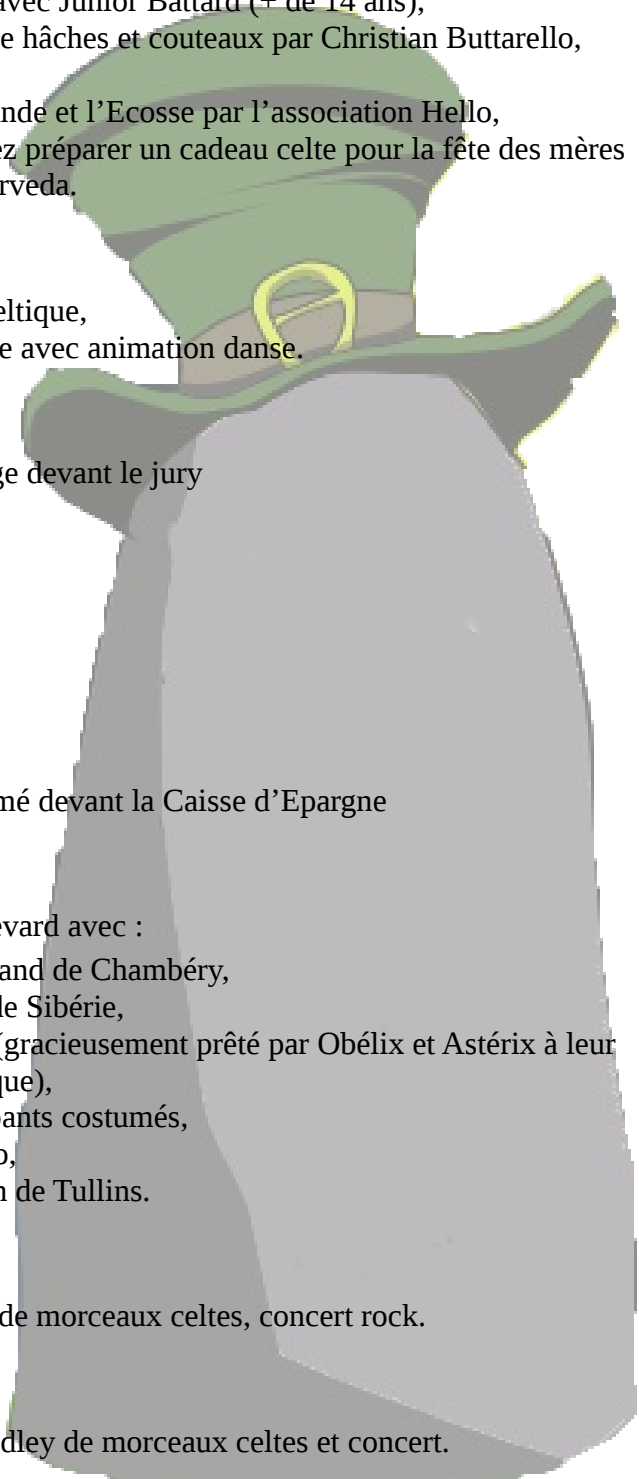 avec Junior Battard (+ de 14 ans),
e hâches et couteaux par Christian Buttarello,
nde et l’Ecosse par l’association Hello,
ez préparer un cadeau celte pour la fête des mères
rveda.
eltique,
e avec animation danse.
ge devant le jury
mé devant la Caisse d’Epargne
evard avec :
and de Chambéry,
le Sibérie,
(gracieusement prêté par Obélix et Astérix à leur
que),
pants costumés,
o,
n de Tullins.
de morceaux celtes, concert rock.
dley de morceaux celtes et concert.